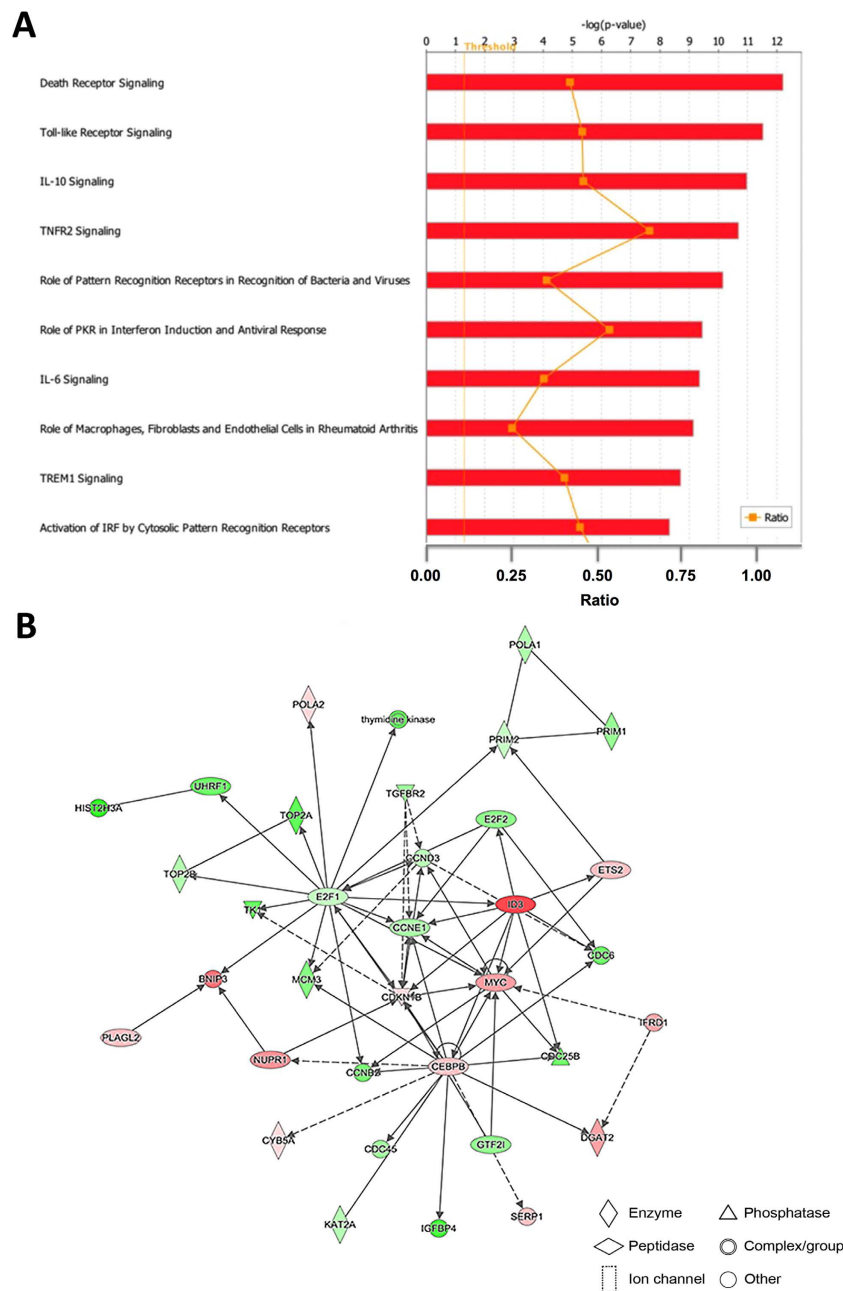 A
-log(p-value)
0 1 2 3 4 5 6 7 8 9 10 11 12
Threshold
Death Receptor Signaling
Toll-like Receptor Signaling
IL-10 Signaling
TNFR2 Signaling
Role of Pattern Recognition Receptors in Recognition of Bacteria and Viruses
Role of PKR in Interferon Induction and Antiviral Response
IL-6 Signaling
Role of Macrophages, Fibroblasts and Endothelial Cells in Rheumatoid Arthritis
TREM1 Signaling
Activation of IRF by Cytosolic Pattern Recognition Receptors
Ratio
0.00 0.25 0.50 0.75 1.00
Ratio
B
POLA1
POLA2
thymidine kinase
PRIM2
PRIM1
UHRF1
HIST2H3A
TGFBR2
TOP2A
E2F2
CCND3
TOP2B
ETS2
E2F1
TK1
ID3
CCNE1
CDC6
BNIP3
MCM3
MYC
CDKN1B
IFRD1
PLAGL2
NUPR1
CCNB2
CEBPB
CDC25B
CYB5A
CDC45
GTF2I
DGAT2
KAT2A
IGFBP4
SERP1
Enzyme
Phosphatase
Peptidase
Complex/group
Ion channel
Other